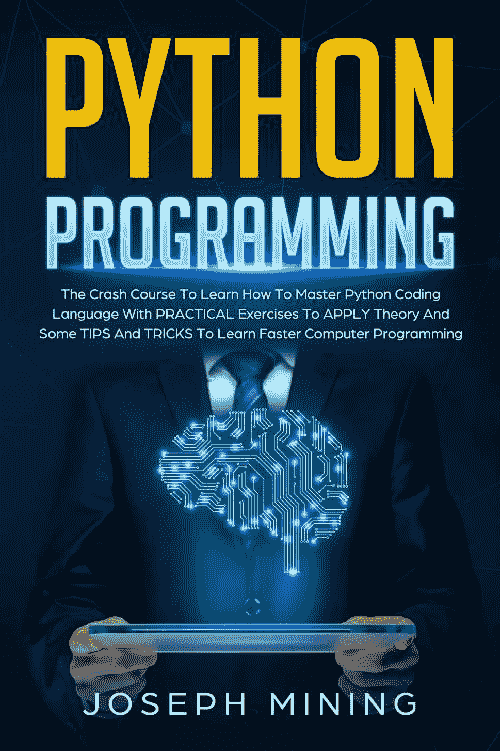 PYTHON
PROGRAMMING
The Crash Course To Learn How To Master Python Coding
Language With PRACTICAL Exercises To APPLY Theory And
Some TIPS And TRICKS To Learn Faster Computer Programming
JOSEPH MINING